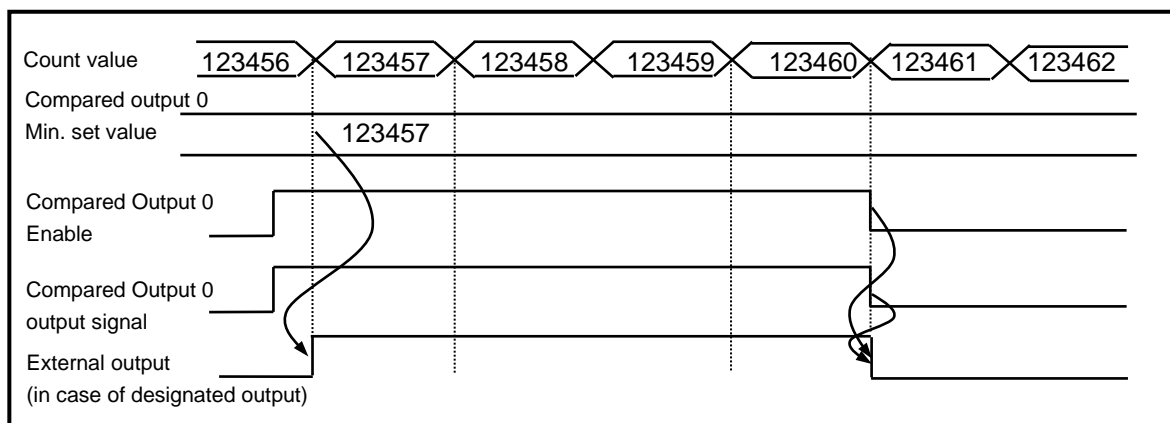 Count value 123456 123457 123458 123459 123460 123461 123462
Compared output 0
Min. set value 123457
Compared Output 0
Enable
Compared Output 0
output signal
External output
(in case of designated output)